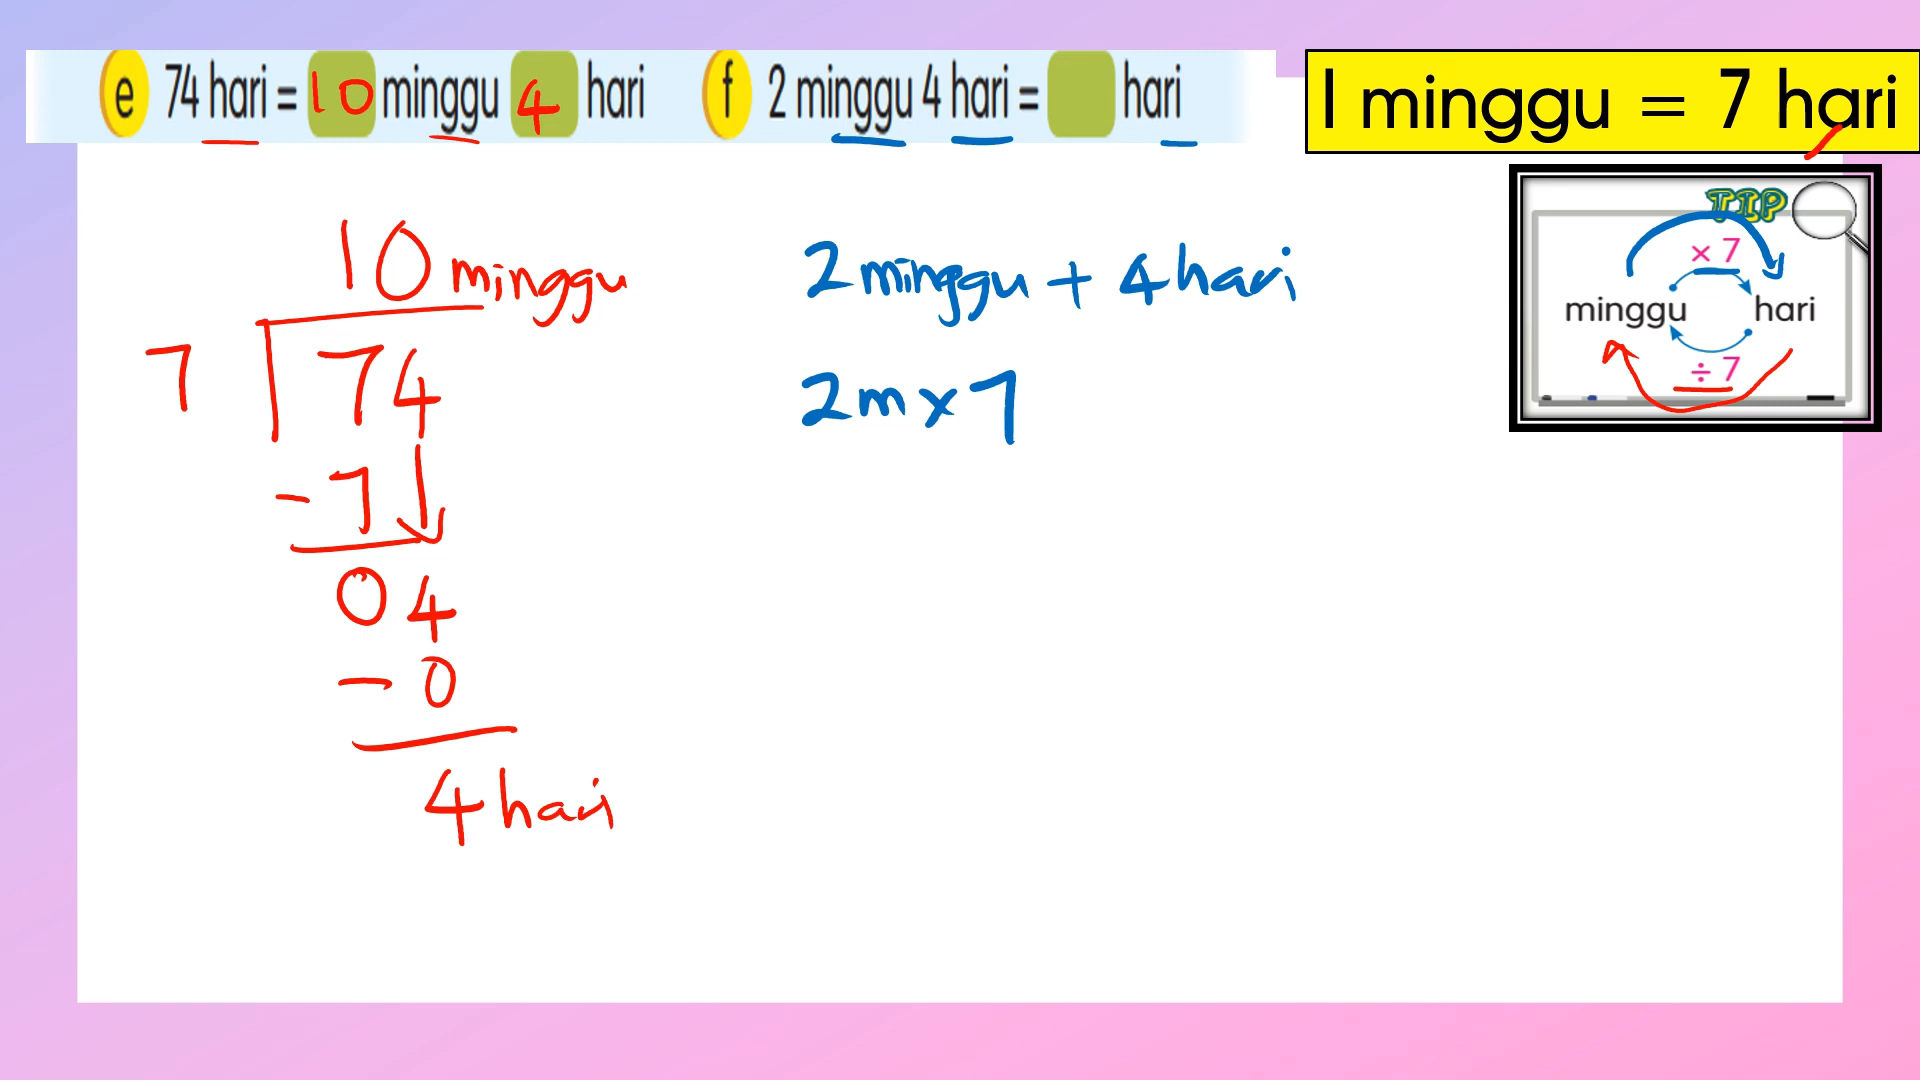 e 74 hari = 10 minggu 4 hari
f 2 minggu 4 hari = hari
1 minggu = 7 hari
TIP
× 7
minggu hari
÷ 7
10 minggu
7 74
- 7
04
- 0
4 hari
2 minggu + 4 hari
2m × 7